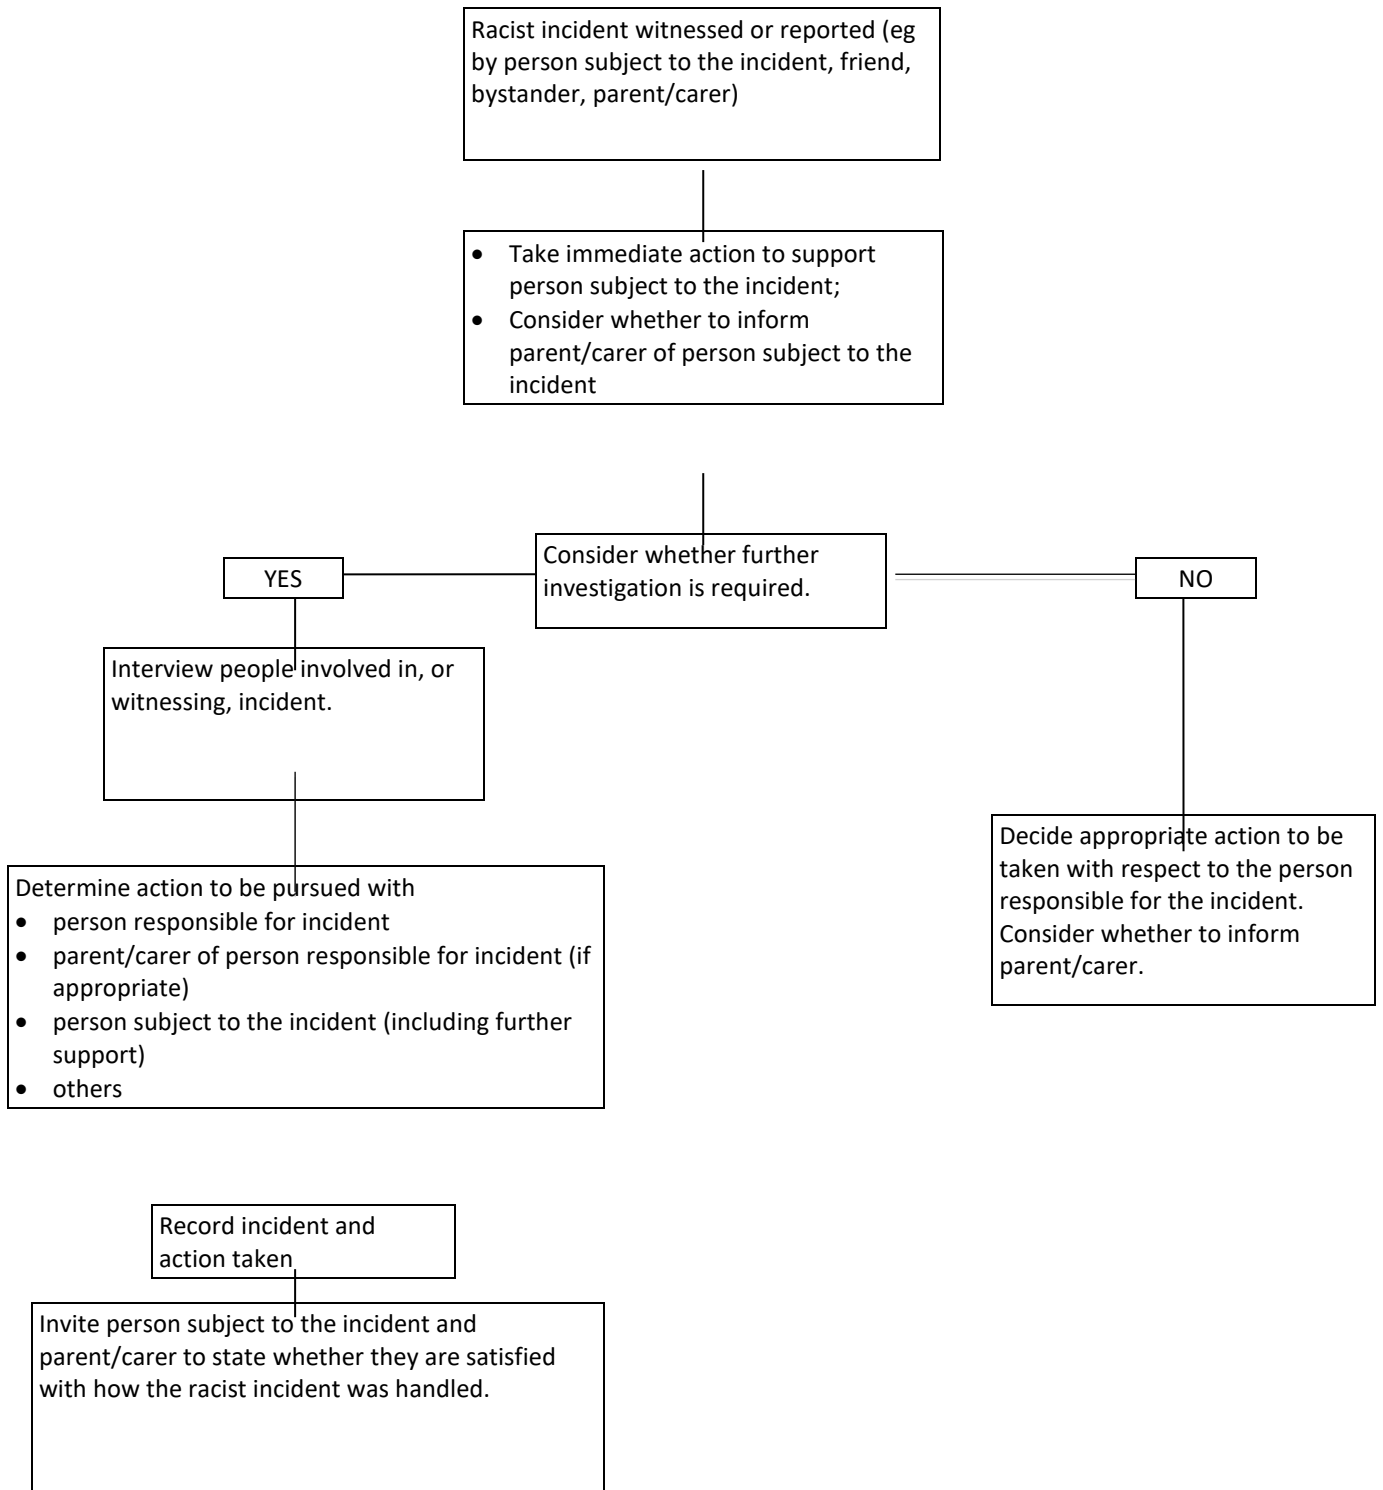 Racist incident witnessed or reported (eg
by person subject to the incident, friend,
bystander, parent/carer)
• Take immediate action to support
person subject to the incident;
• Consider whether to inform
parent/carer of person subject to the
incident
Consider whether further
investigation is required.
YES
NO
Interview people involved in, or
witnessing, incident.
Determine action to be pursued with
• person responsible for incident
• parent/carer of person responsible for incident (if
appropriate)
• person subject to the incident (including further
support)
• others
Decide appropriate action to be
taken with respect to the person
responsible for the incident.
Consider whether to inform
parent/carer.
Record incident and
action taken
Invite person subject to the incident and
parent/carer to state whether they are satisfied
with how the racist incident was handled.